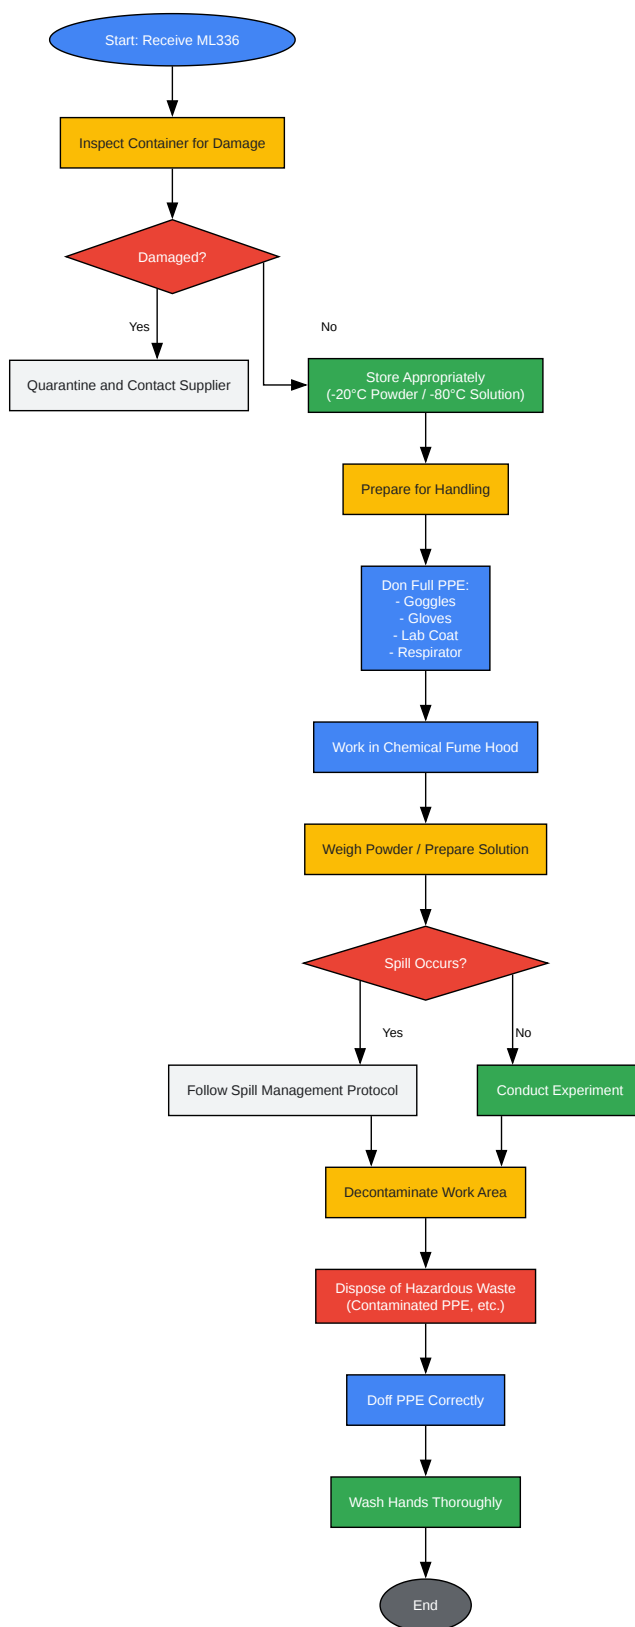 Start: Receive ML336
Inspect Container for Damage
Damaged?
Yes
No
Quarantine and Contact Supplier
Store Appropriately
(-20°C Powder / -80°C Solution)
Prepare for Handling
Don Full PPE:
- Goggles
- Gloves
- Lab Coat
- Respirator
Work in Chemical Fume Hood
Weigh Powder / Prepare Solution
Spill Occurs?
Yes
No
Follow Spill Management Protocol
Conduct Experiment
Decontaminate Work Area
Dispose of Hazardous Waste
(Contaminated PPE, etc.)
Doff PPE Correctly
Wash Hands Thoroughly
End